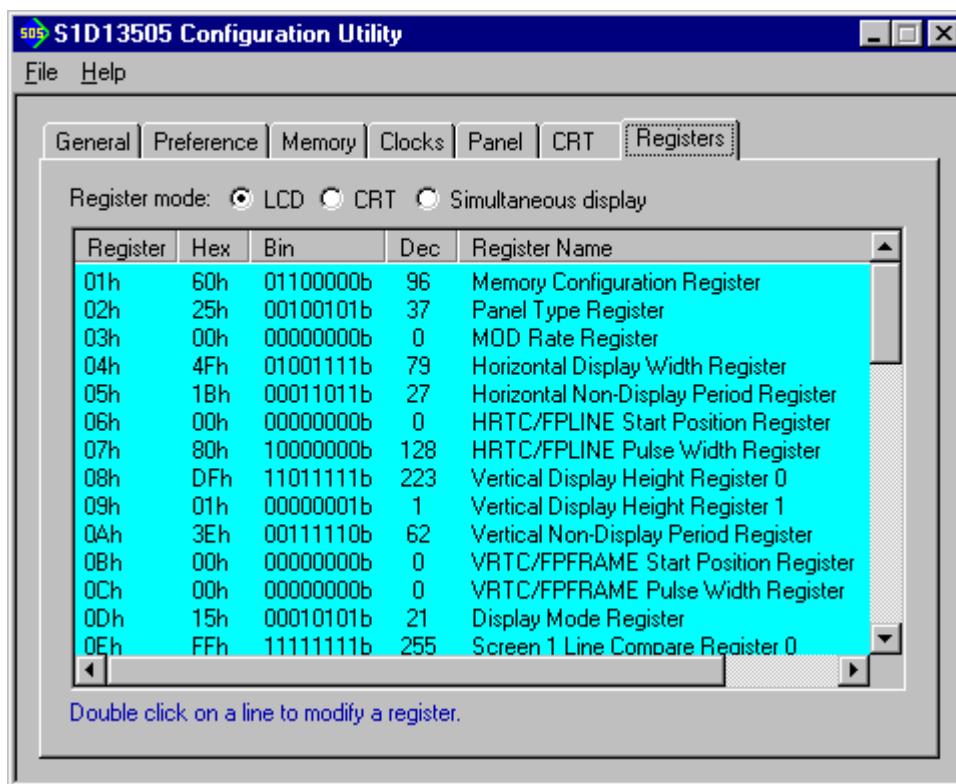 505 S1D13505 Configuration Utility
File Help
General Preference Memory Clocks Panel CRT Registers
Register mode: LCD CRT Simultaneous display
Register Hex Bin Dec Register Name
01h 60h 01100000b 96 Memory Configuration Register
02h 25h 00100101b 37 Panel Type Register
03h 00h 00000000b 0 MOD Rate Register
04h 4Fh 01001111b 79 Horizontal Display Width Register
05h 1Bh 00011011b 27 Horizontal Non-Display Period Register
06h 00h 00000000b 0 HRTC/FPLINE Start Position Register
07h 80h 10000000b 128 HRTC/FPLINE Pulse Width Register
08h DFh 11011111b 223 Vertical Display Height Register 0
09h 01h 00000001b 1 Vertical Display Height Register 1
0Ah 3Eh 00111110b 62 Vertical Non-Display Period Register
0Bh 00h 00000000b 0 VRTC/FPFRAME Start Position Register
0Ch 00h 00000000b 0 VRTC/FPFRAME Pulse Width Register
0Dh 15h 00010101b 21 Display Mode Register
0Eh FFh 11111111b 255 Screen 1 Line Compare Register 0
Double click on a line to modify a register.